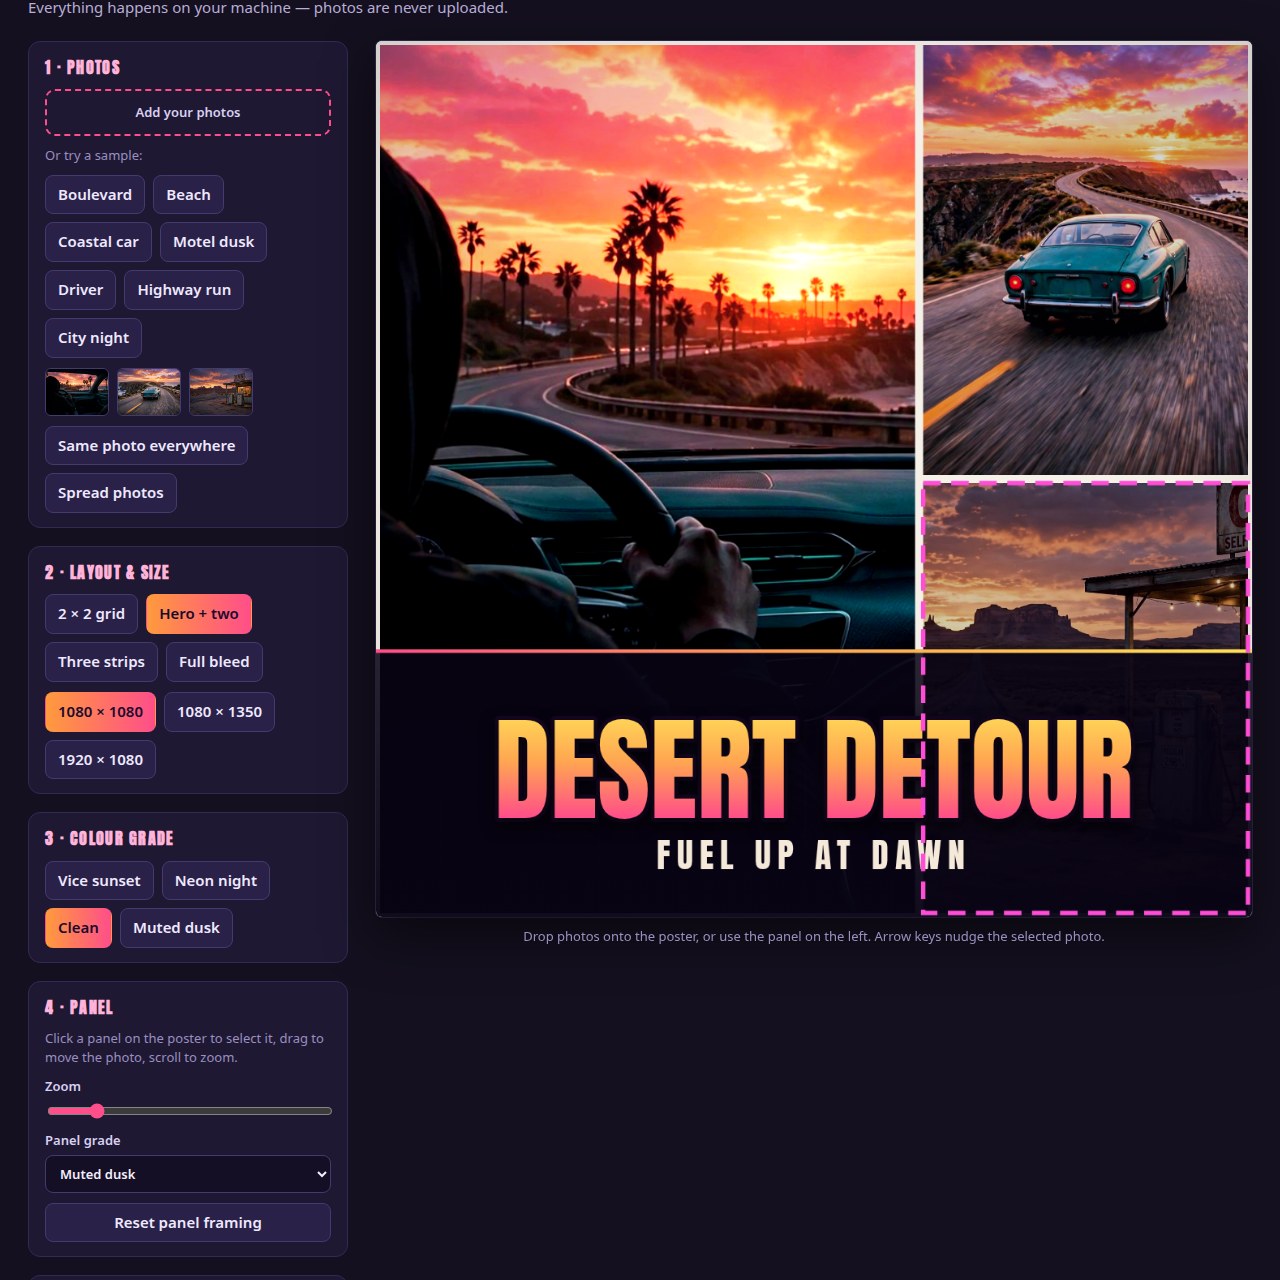 Everything happens on your machine — photos are never uploaded.
1 · PHOTOS
Add your photos
Or try a sample:
Boulevard
Beach
Coastal car
Motel dusk
Driver
Highway run
City night
Same photo everywhere
Spread photos
2 · LAYOUT & SIZE
2 × 2 grid
Hero + two
Three strips
Full bleed
1080 × 1080
1080 × 1350
1920 × 1080
3 · COLOUR GRADE
Vice sunset
Neon night
Clean
Muted dusk
4 · PANEL
Click a panel on the poster to select it, drag to
move the photo, scroll to zoom.
Zoom
Panel grade
Muted dusk
Reset panel framing
SELF
DESERT DETOUR
FUEL UP AT DAWN
Drop photos onto the poster, or use the panel on the left. Arrow keys nudge the selected photo.